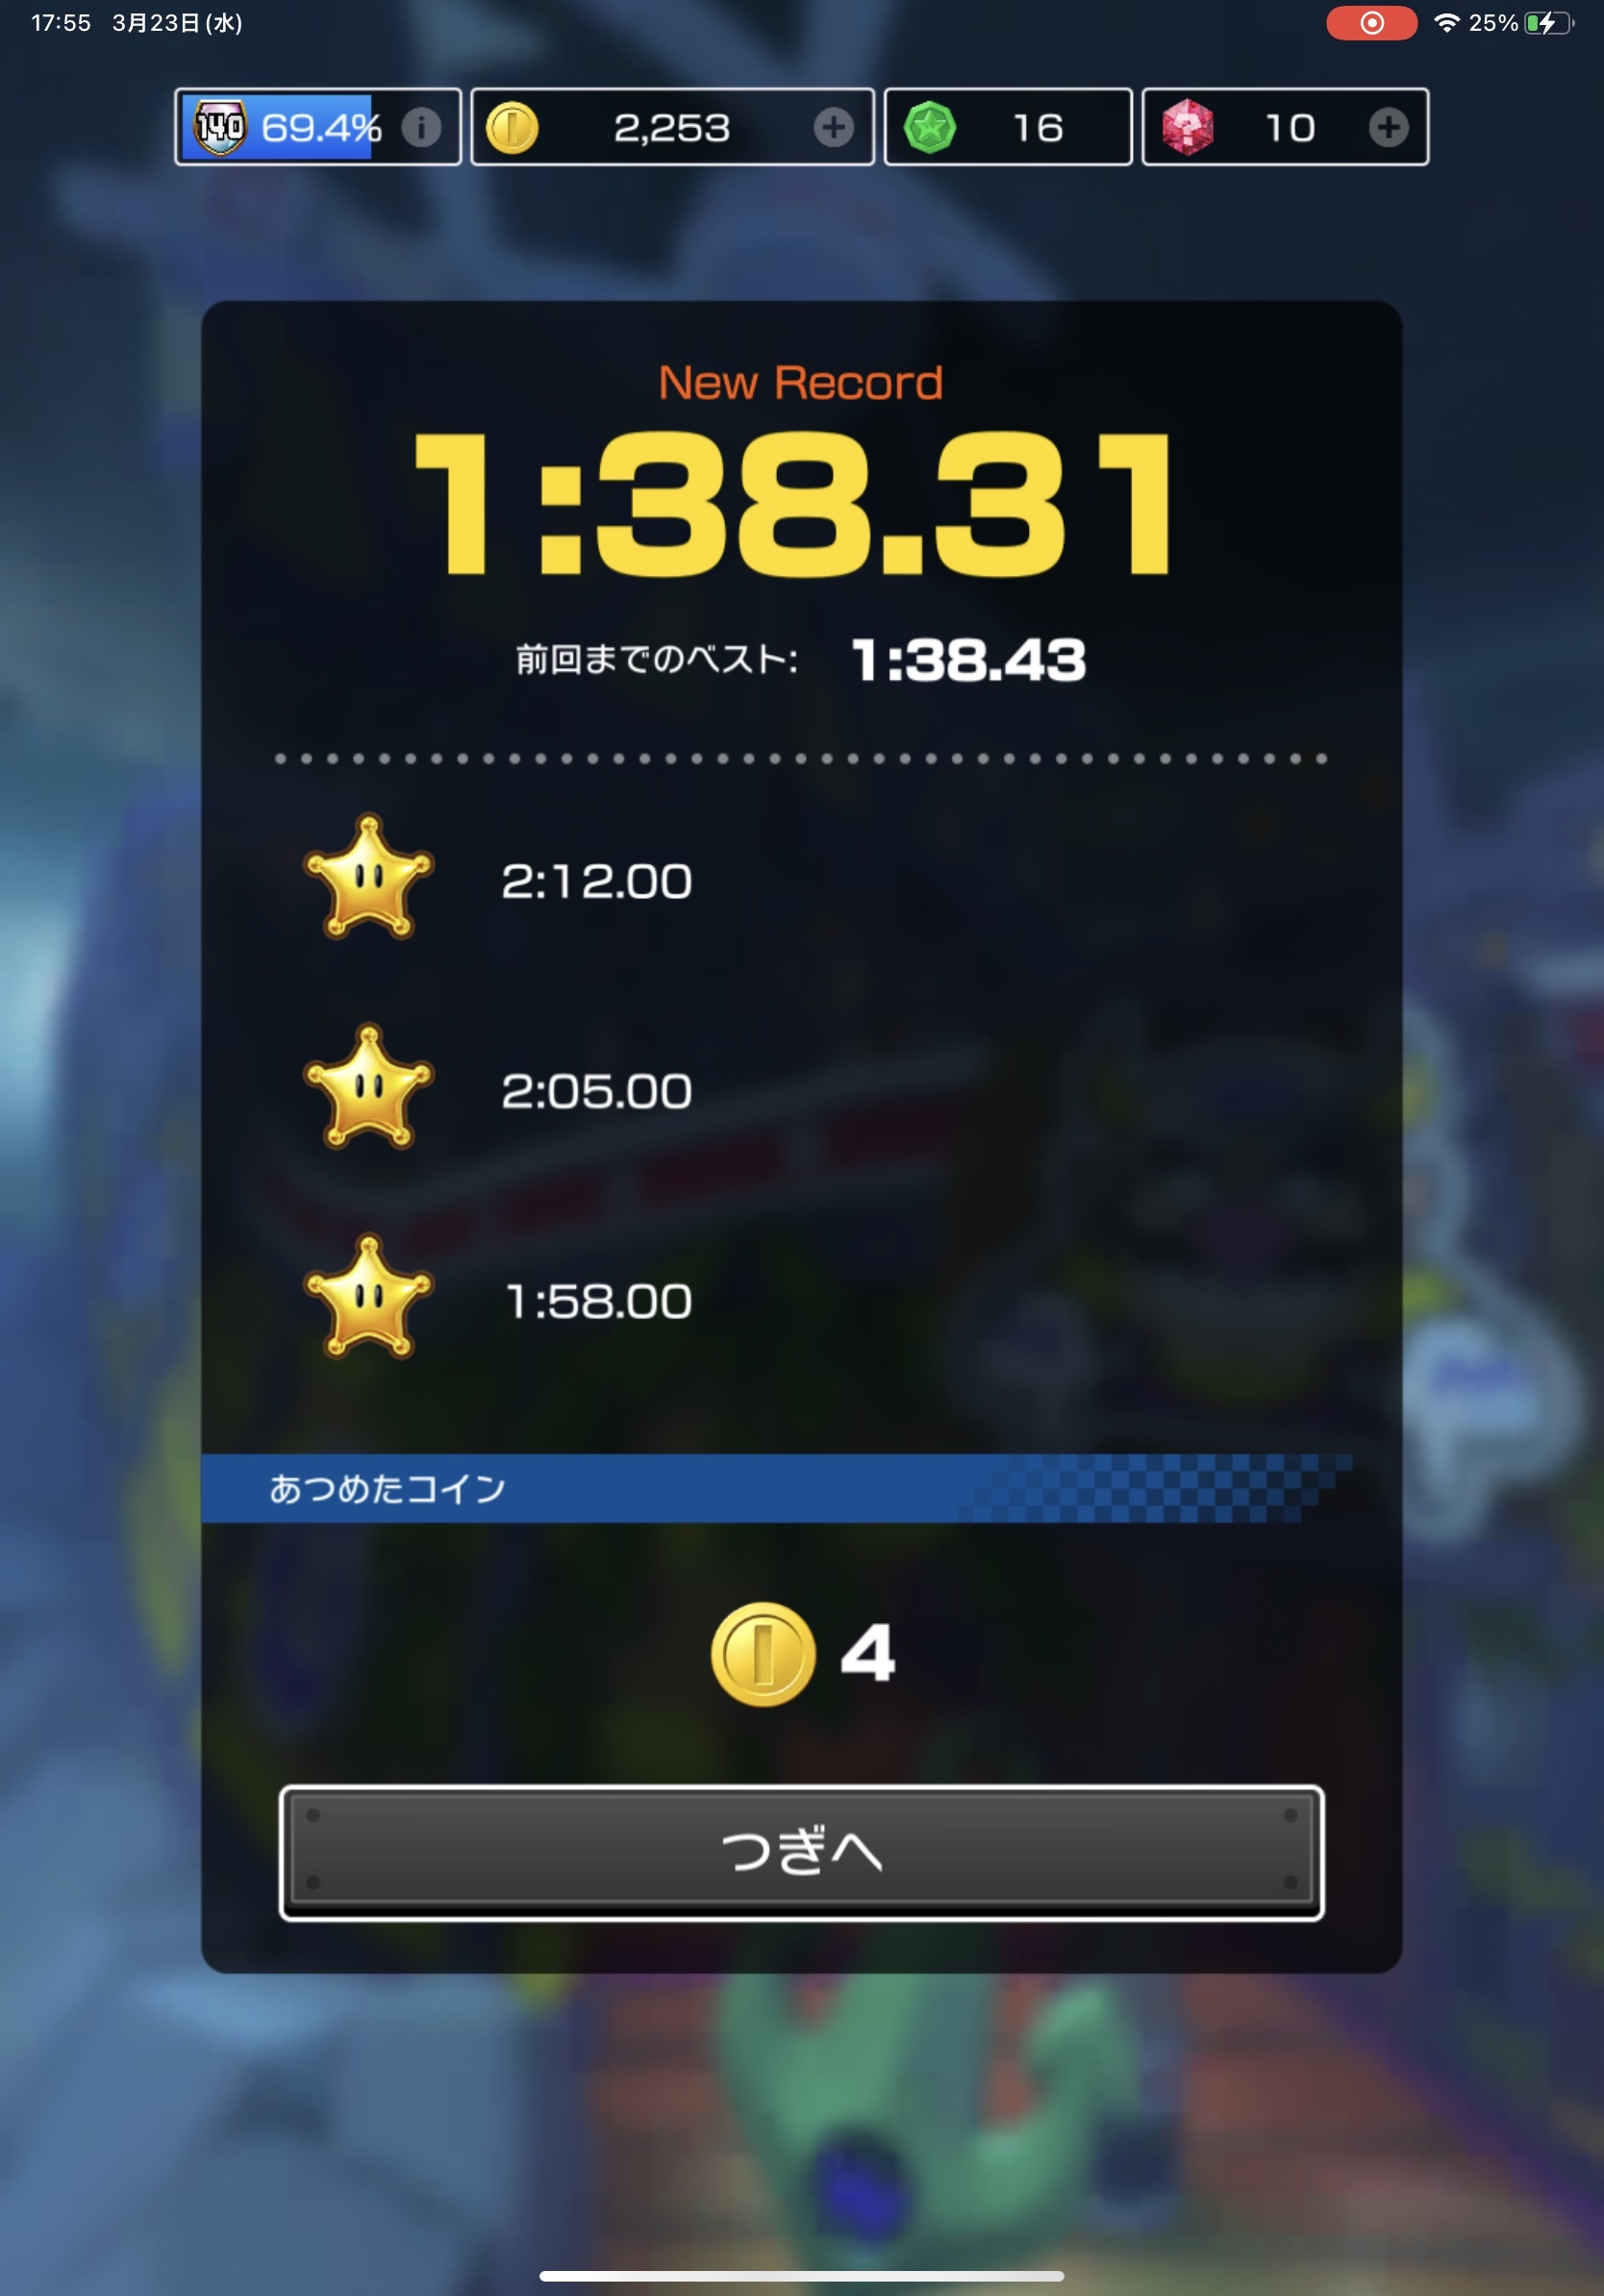 17:55 3月23日(水) 25%
140 69.4% 2,253 16 10
New Record
1:38.31
前回までのベスト: 1:38.43
2:12.00
2:05.00
1:58.00
あつめたコイン
4
つぎへ